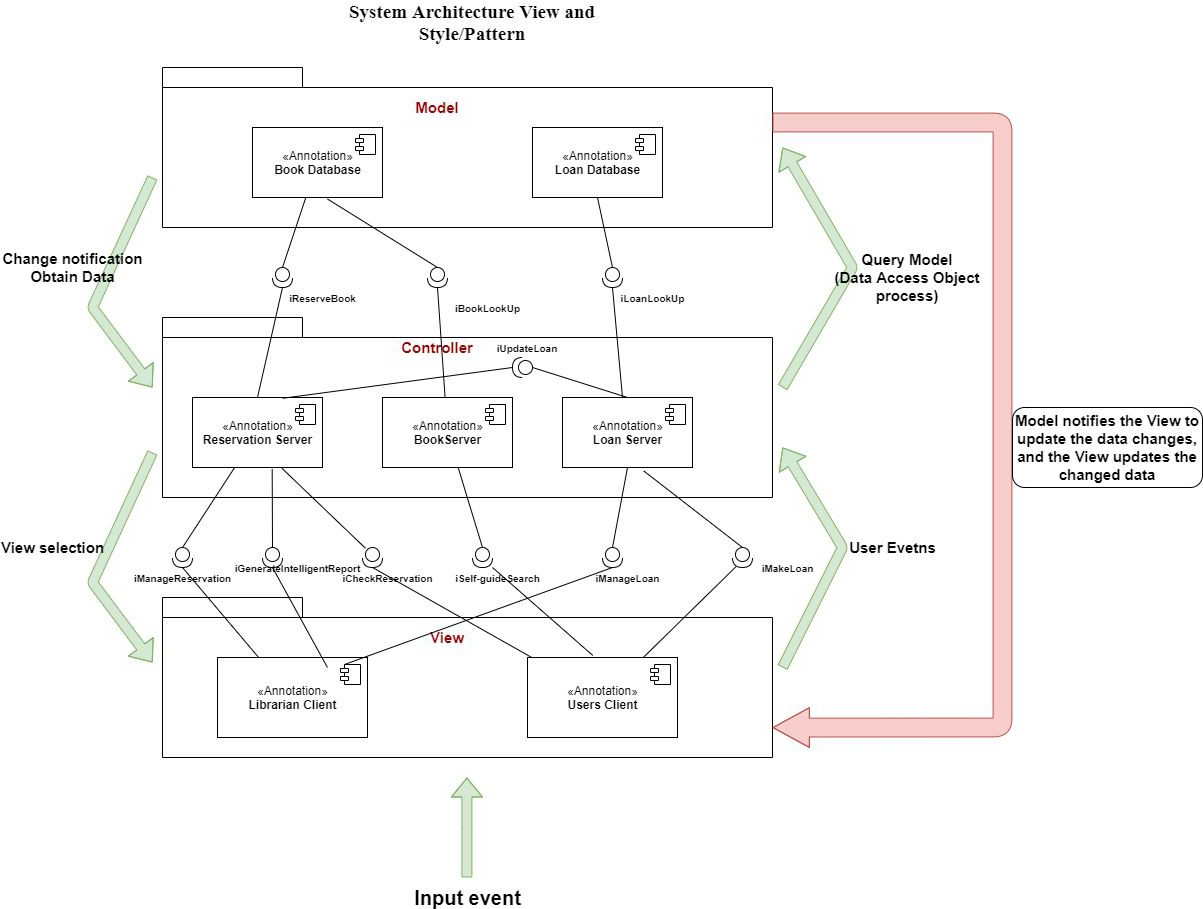 System Architecture View and
Style/Pattern
Model
«Annotation»
Book Database
«Annotation»
Loan Database
Change notification
Obtain Data
Query Model
(Data Access Object
process)
iReserveBook
iBookLookUp
iLoanLookUp
Controller
iUpdateLoan
«Annotation»
Reservation Server
«Annotation»
BookServer
«Annotation»
Loan Server
Model notifies the View to
update the data changes,
and the View updates the
changed data
View selection
User Evetns
iManageReservation
iGenerateIntelligentReport
iCheckReservation
iSelf-guideSearch
iManageLoan
iMakeLoan
View
«Annotation»
Librarian Client
«Annotation»
Users Client
Input event